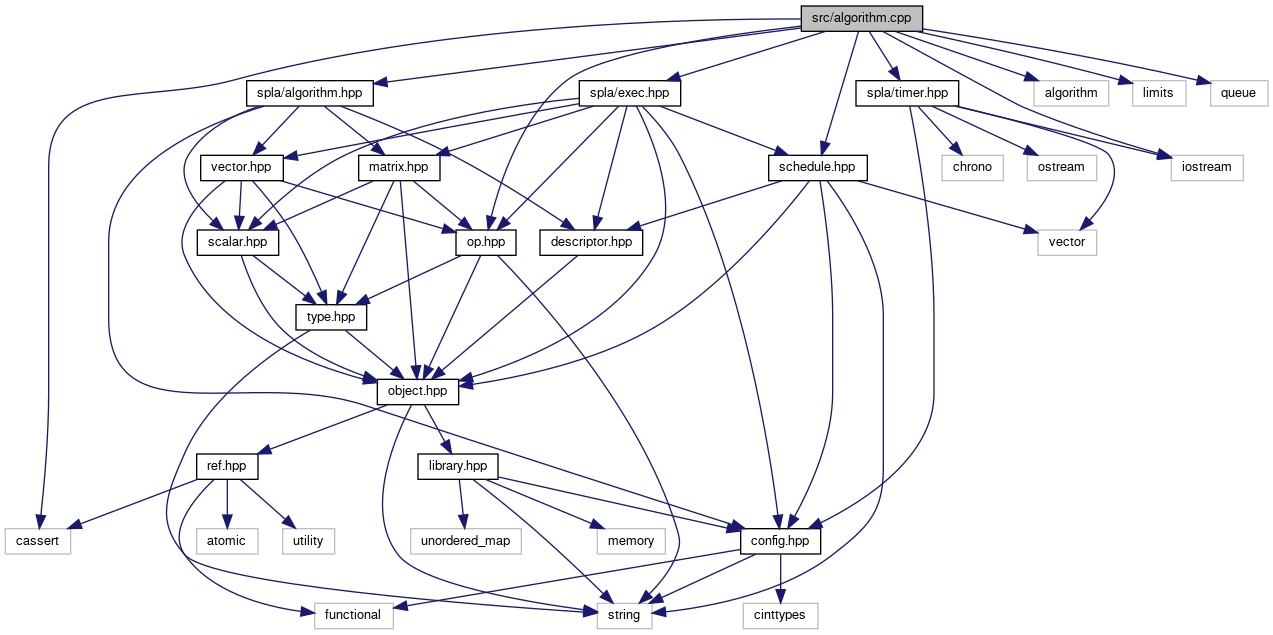 src/algorithm.cpp
spla/algorithm.hpp
spla/exec.hpp
spla/timer.hpp
algorithm
limits
queue
vector.hpp
matrix.hpp
schedule.hpp
chrono
ostream
iostream
scalar.hpp
op.hpp
descriptor.hpp
vector
type.hpp
object.hpp
ref.hpp
library.hpp
cassert
atomic
utility
unordered_map
memory
config.hpp
functional
string
cinttypes